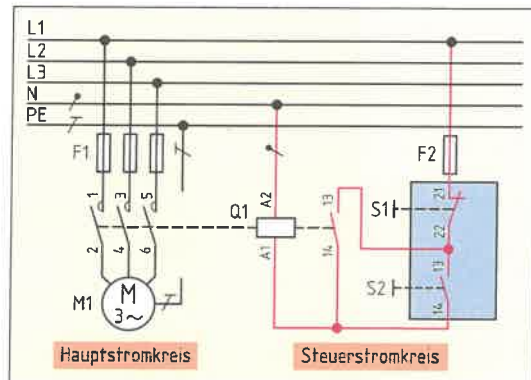 L1
L2
L3
N
PE
F1
F2
1 3 5
2 4 6
Q1
A2
A1
13
14
S1
21
22
S2
13
14
M1
M
3~
Hauptstromkreis
Steuerstromkreis